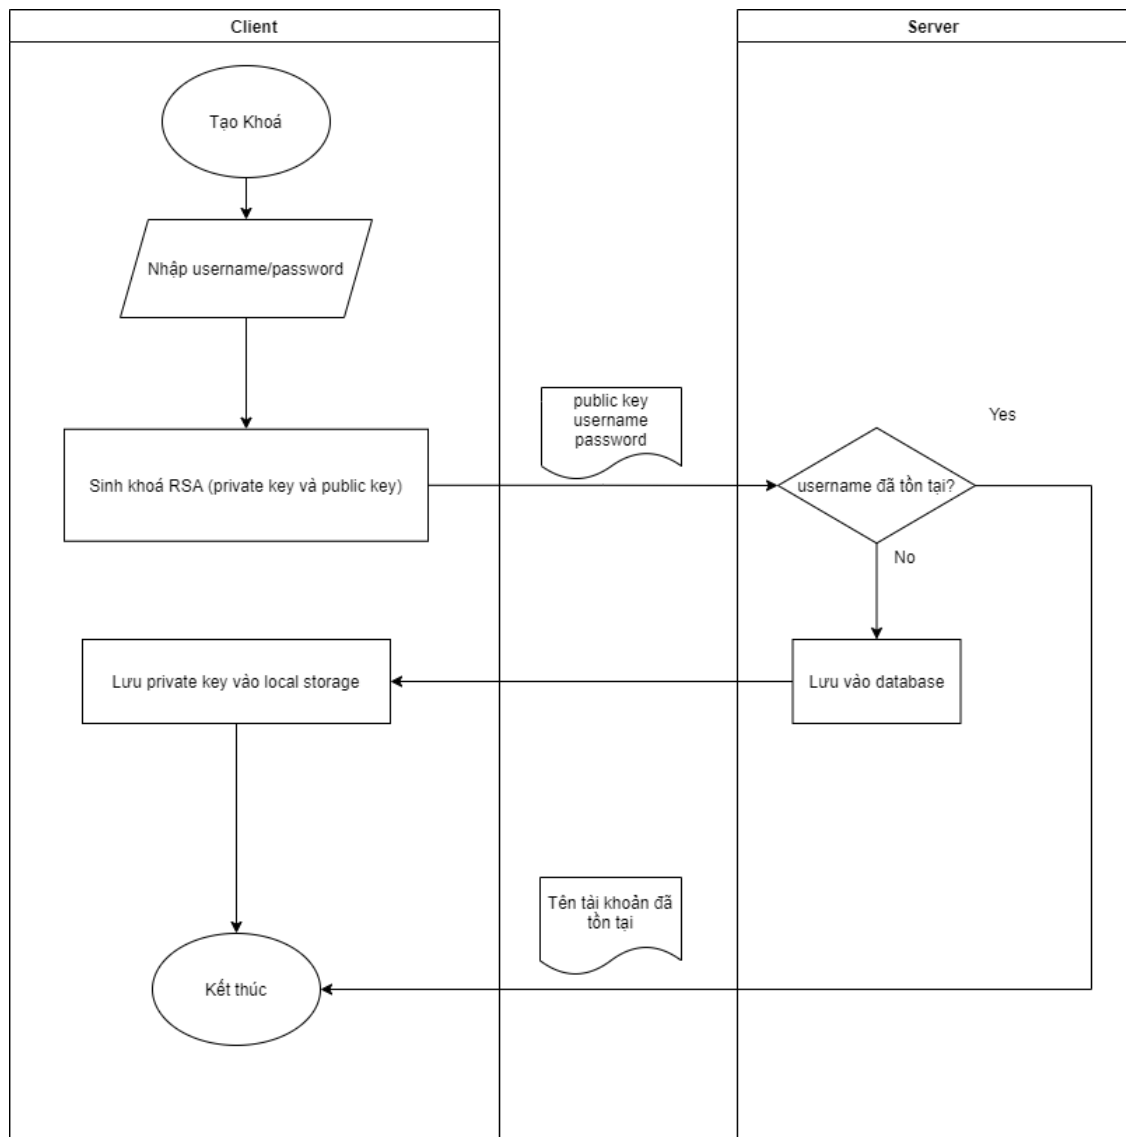 Client
Server
Tạo Khoá
Nhập username/password
public key
username
password
Yes
Sinh khoá RSA (private key và public key)
username đã tồn tại?
No
Lưu private key vào local storage
Lưu vào database
Tên tài khoản đã
tồn tại
Kết thúc